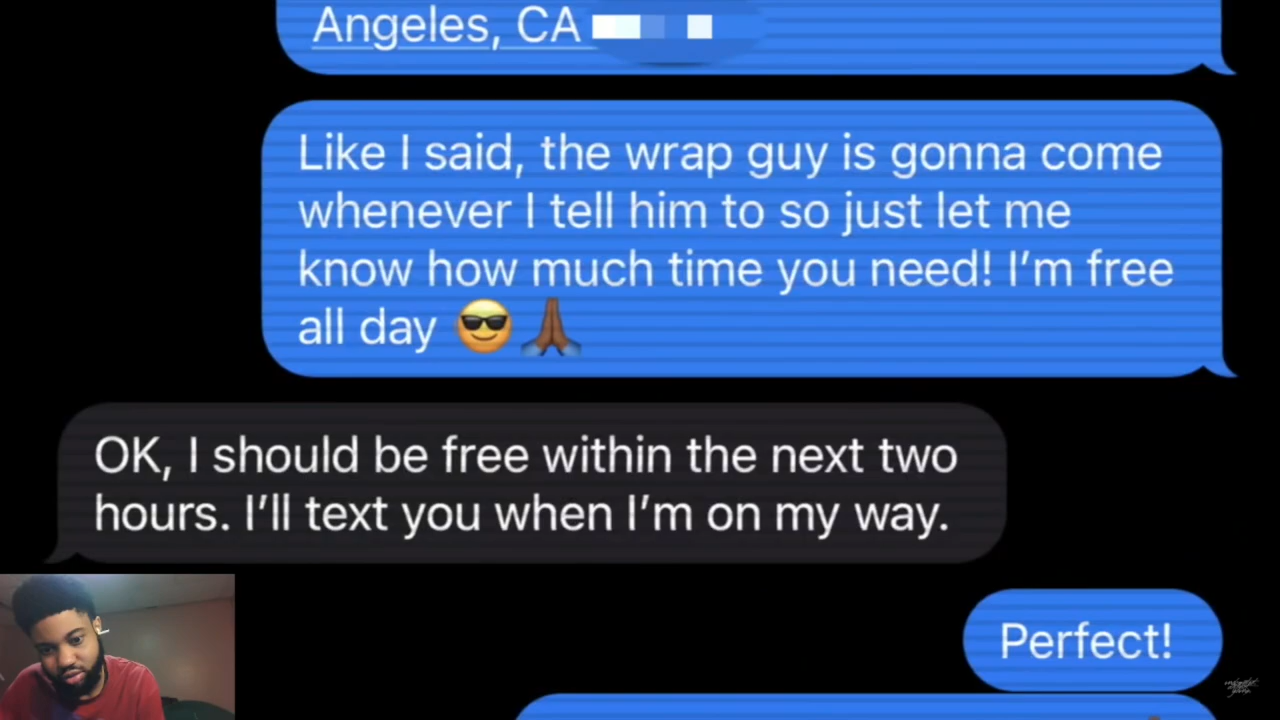 Angeles, CA
Like I said, the wrap guy is gonna come
whenever I tell him to so just let me
know how much time you need! I’m free
all day 😎🙏🏾
OK, I should be free within the next two
hours. I’ll text you when I’m on my way.
Perfect!